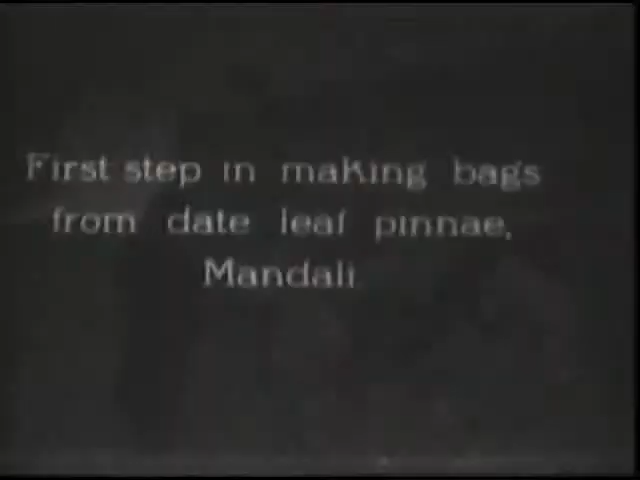 First step in making bags
from date leaf pinnae,
Mandali